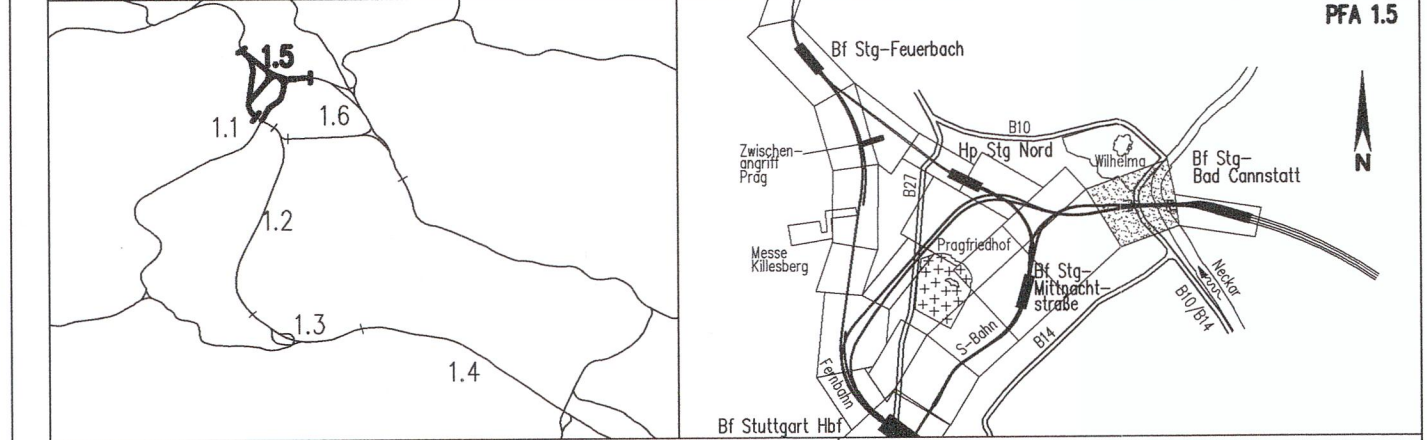 1.5
1.6
1.1
1.2
1.3
1.4
PFA 1.5
Bf Stg-Feuerbach
N
B10
Zwischen-
angriff
Prag
Hp Stg Nord
Wilhelma
Bf Stg-
Bad Cannstatt
B27
Messe
Killesberg
Pragfriedhof
Bf Stg-
Mittnacht-
straße
Neckar
B10/B14
S-Bahn
B14
Fernbahn
Bf Stuttgart Hbf